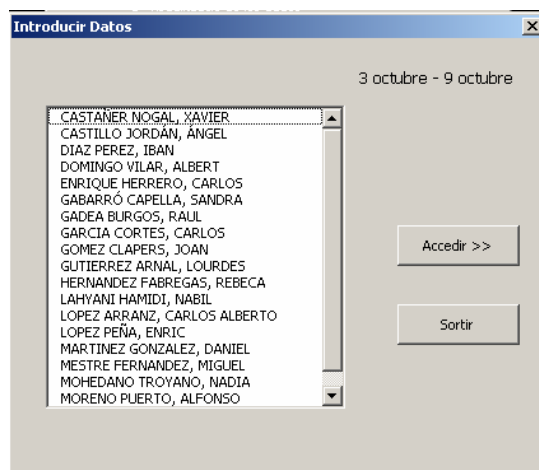 Introducir Datos
3 octubre - 9 octubre
CASTAÑER NOGAL, XAVIER
CASTILLO JORDÁN, ÁNGEL
DIAZ PEREZ, IBAN
DOMINGO VILAR, ALBERT
ENRIQUE HERRERO, CARLOS
GABARRÓ CAPELLA, SANDRA
GADEA BURGOS, RAUL
GARCIA CORTES, CARLOS
GOMEZ CLAPERS, JOAN
GUTIERREZ ARNAL, LOURDES
HERNANDEZ FABREGAS, REBECA
LAHYANI HAMIDI, NABIL
LOPEZ ARRANZ, CARLOS ALBERTO
LOPEZ PEÑA, ENRIC
MARTINEZ GONZALEZ, DANIEL
MESTRE FERNANDEZ, MIGUEL
MOHEDANO TROYANO, NADIA
MORENO PUERTO, ALFONSO
Accedir >>
Sortir